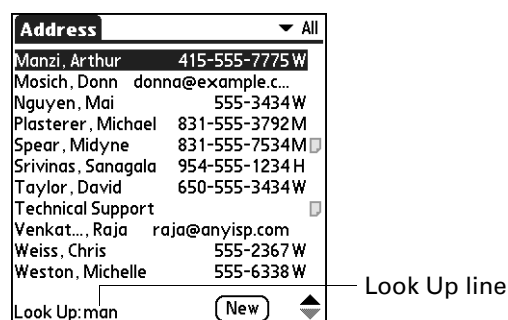 Address All
Manzi, Arthur 415-555-7775 W
Mosich, Donn donna@example.c...
Nguyen, Mai 555-3434 W
Plasterer, Michael 831-555-3792 M
Spear, Midyne 831-555-7534 M
Srivinas, Sanagala 954-555-1234 H
Taylor, David 650-555-3434 W
Technical Support
Venkat..., Raja raja@anyisp.com
Weiss, Chris 555-2367 W
Weston, Michelle 555-6338 W
Look Up line
Look Up: man New